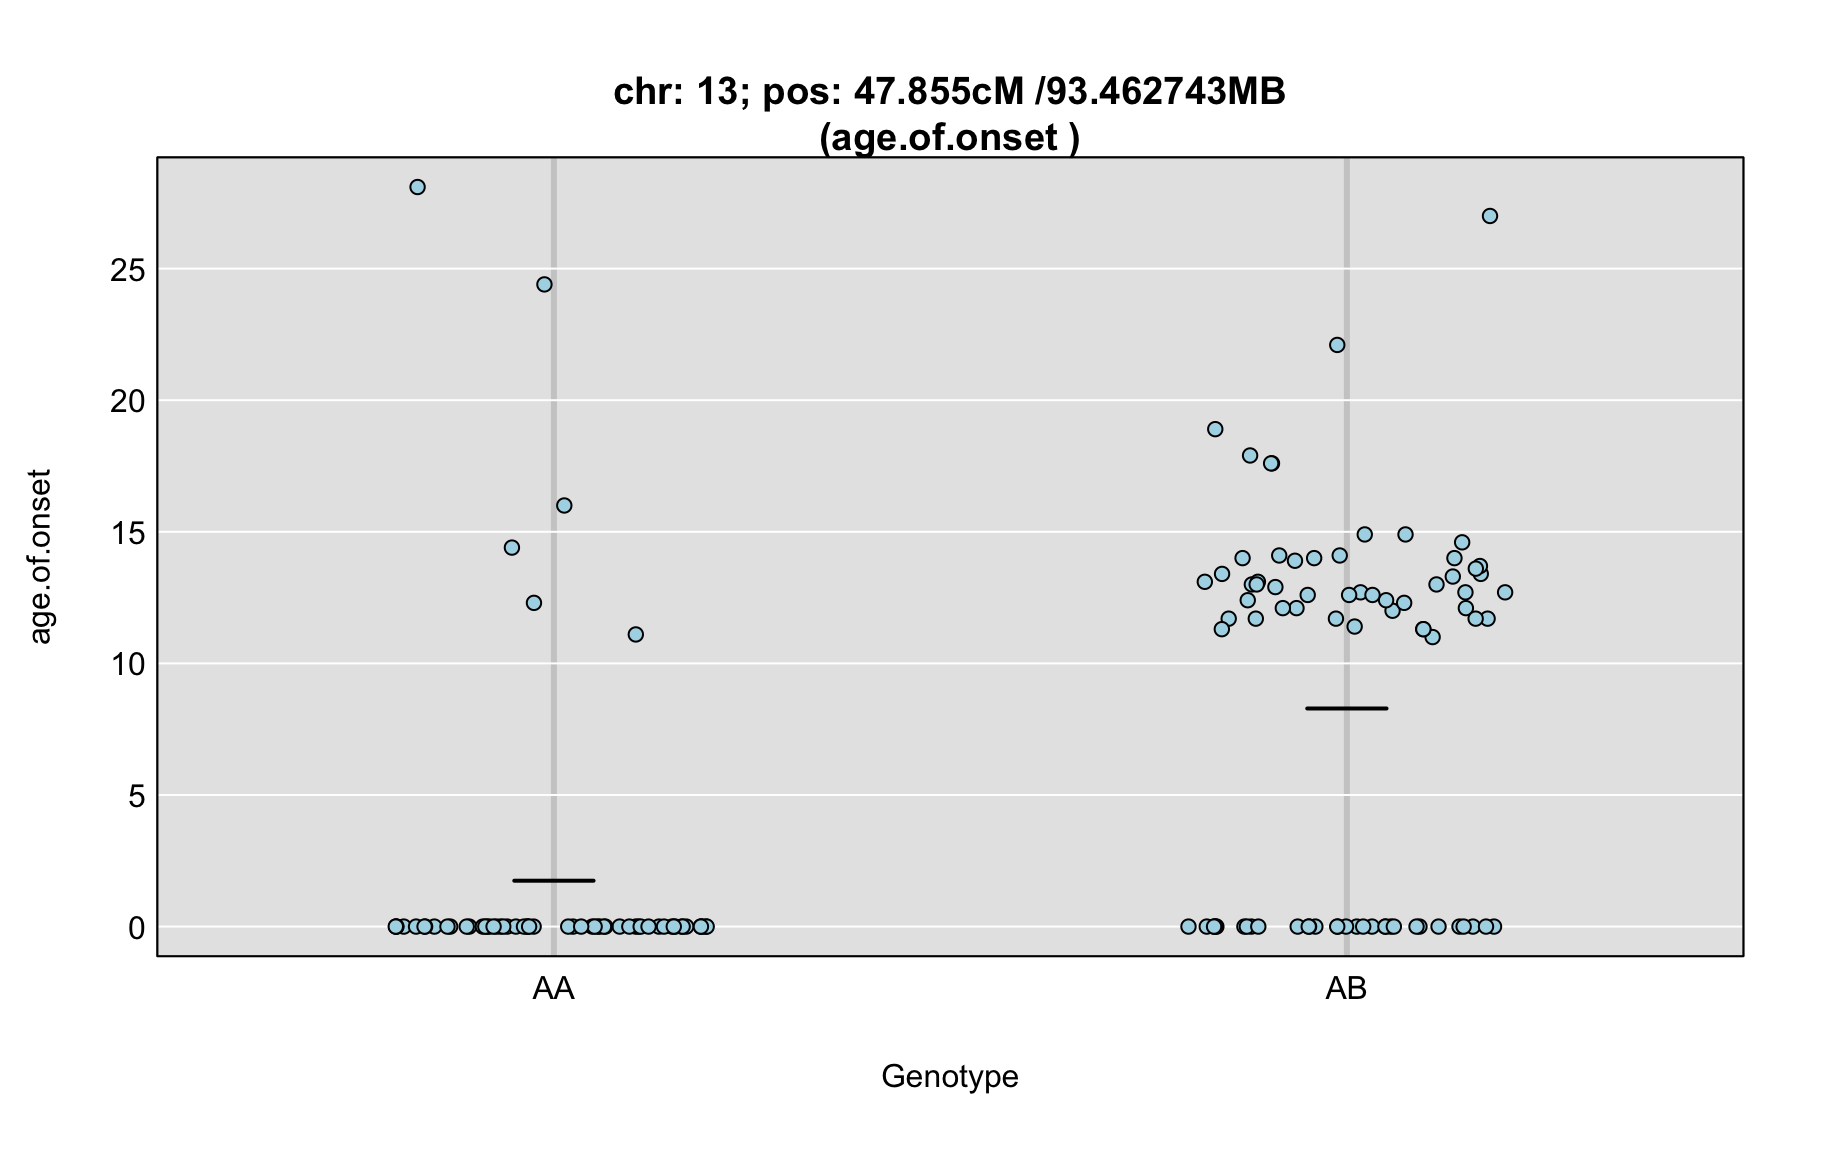 chr: 13; pos: 47.855cM /93.462743MB
(age.of.onset )
age.of.onset
25
20
15
10
5
0
AA
AB
Genotype